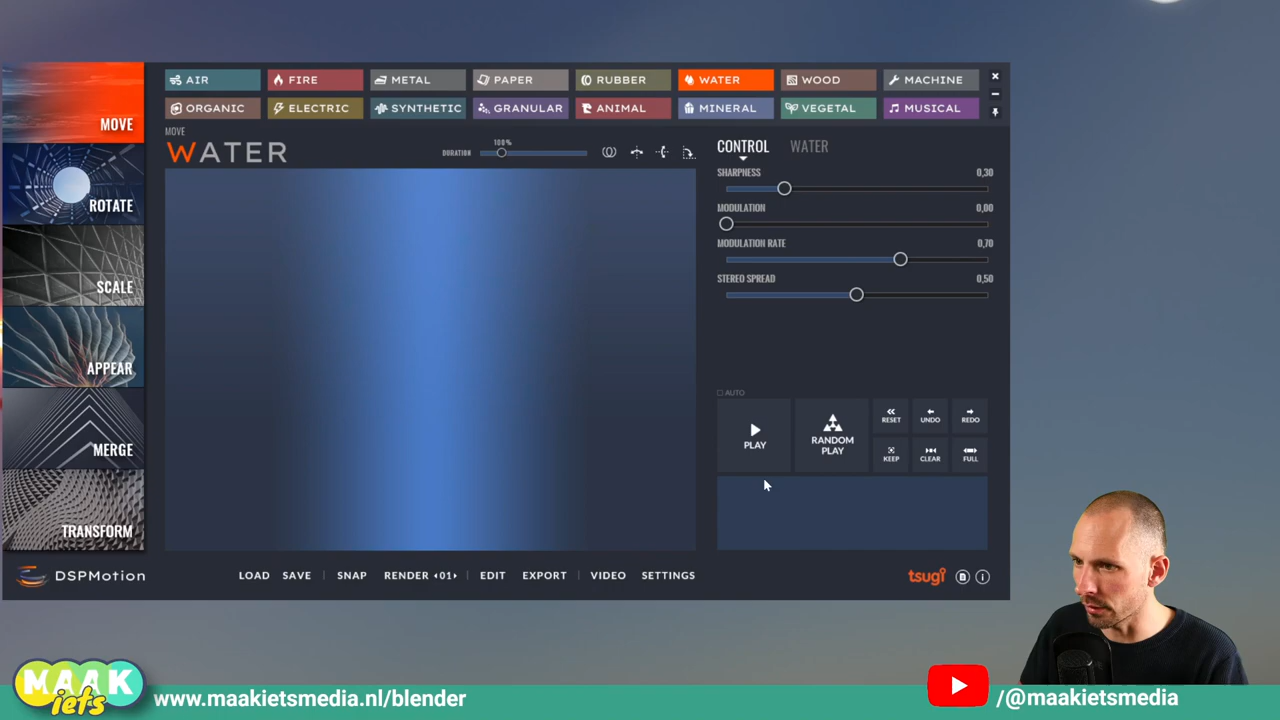 AIR FIRE METAL PAPER RUBBER WATER WOOD MACHINE
ORGANIC ELECTRIC SYNTHETIC GRANULAR ANIMAL MINERAL VEGETAL MUSICAL
MOVE
ROTATE
SCALE
APPEAR
MERGE
TRANSFORM
MOVE
WATER
DURATION 100%
CONTROL WATER
SHARPNESS 0,30
MODULATION 0,00
MODULATION RATE 0,70
STEREO SPREAD 0,50
AUTO
PLAY
RANDOM
PLAY
RESET UNDO REDO
KEEP CLEAR FULL
DSPMotion
LOAD SAVE SNAP RENDER 01 EDIT EXPORT VIDEO SETTINGS
tsugi
MAAK
iets
www.maakietsmedia.nl/blender
/@maakietsmedia